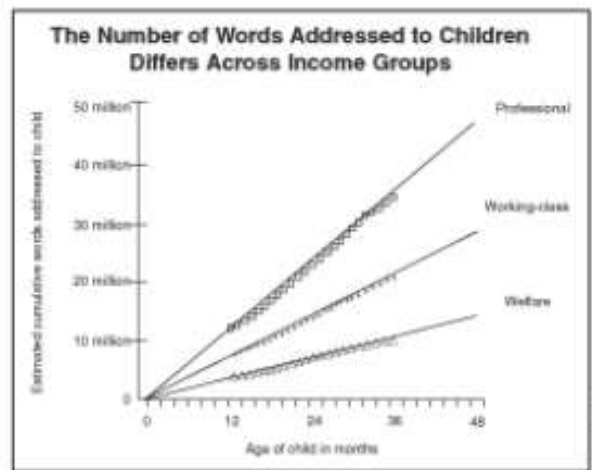 The Number of Words Addressed to Children
Differs Across Income Groups
Estimated cumulative words addressed to child
50 million
40 million
30 million
20 million
10 million
0
Professional
Working-class
Welfare
0 12 24 36 48
Age of child in months